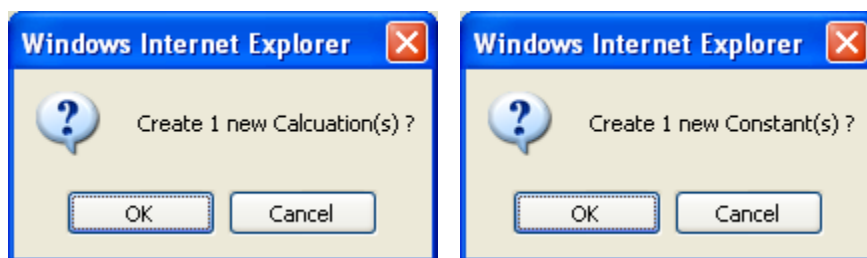 Windows Internet Explorer
Create 1 new Calcuation(s) ?
OK Cancel
Windows Internet Explorer
Create 1 new Constant(s) ?
OK Cancel